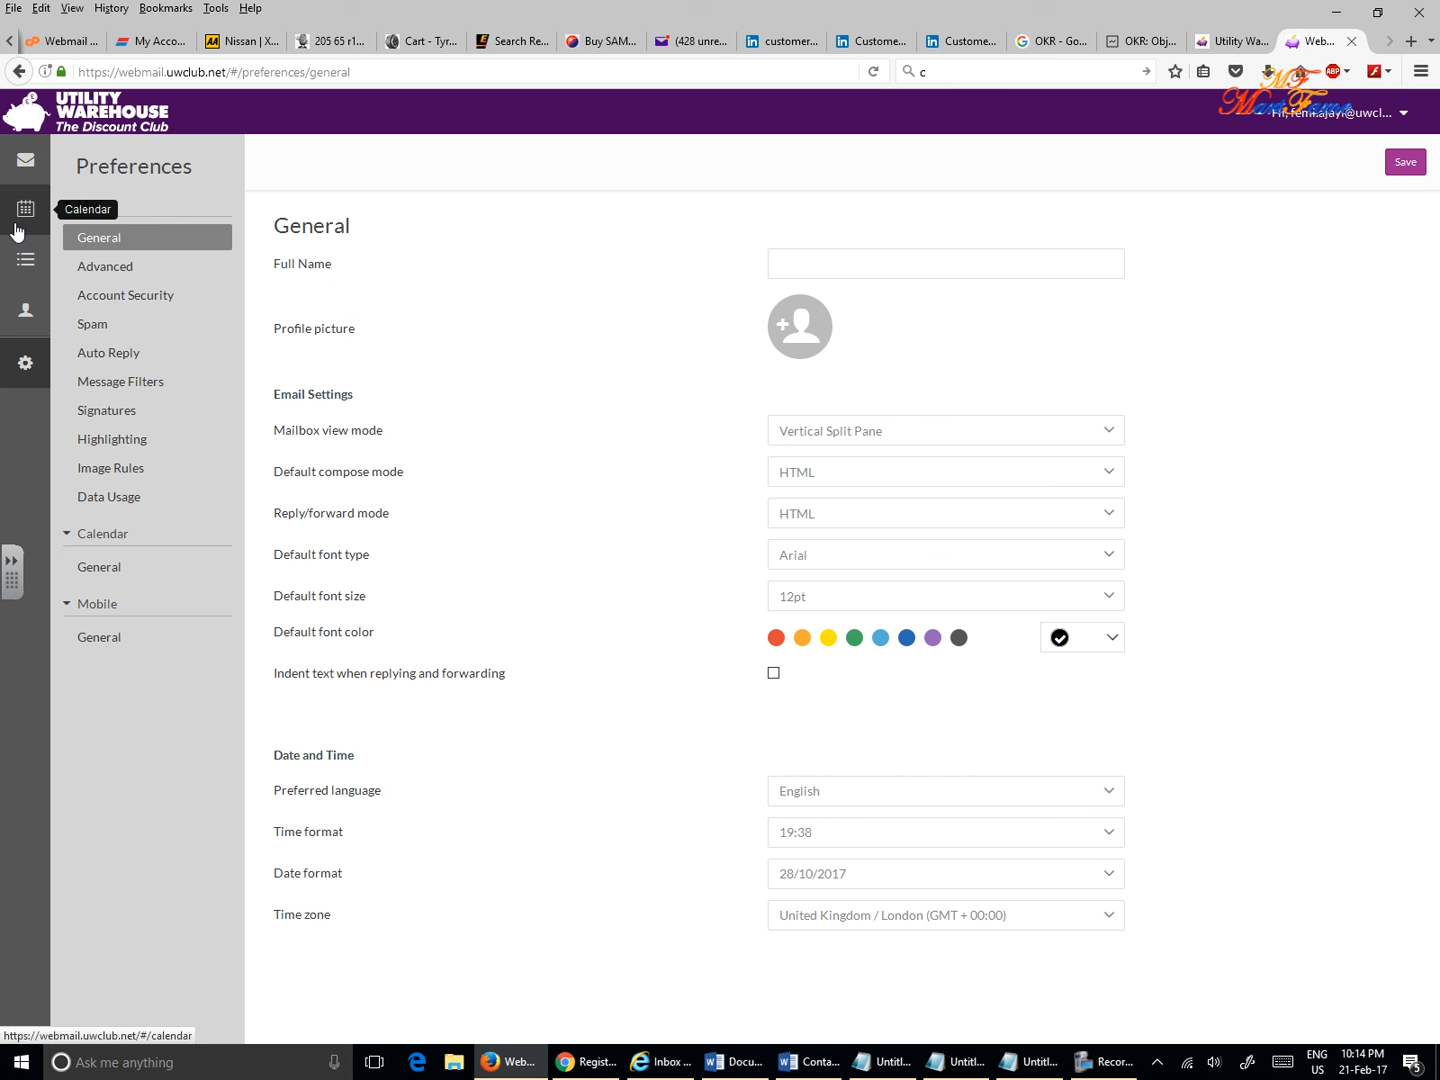 File Edit View History Bookmarks Tools Help
Webmail ... My Acco... Nissan | X... 205 65 r1... Cart - Tyr... Search Re... Buy SAM... (428 unre... customer... Custome... Custome... OKR - Go... OKR: Obj... Utility Wa... Web...
https://webmail.uwclub.net/#/preferences/general
c
UTILITY
WAREHOUSE
The Discount Club
MF
Save
Preferences
Calendar
General
Advanced
Account Security
Spam
Auto Reply
Message Filters
Signatures
Highlighting
Image Rules
Data Usage
Calendar
General
Mobile
General
General
Full Name
Profile picture
Email Settings
Mailbox view mode Vertical Split Pane
Default compose mode HTML
Reply/forward mode HTML
Default font type Arial
Default font size 12pt
Default font color
Indent text when replying and forwarding
Date and Time
Preferred language English
Time format 19:38
Date format 28/10/2017
Time zone United Kingdom / London (GMT + 00:00)
https://webmail.uwclub.net/#/calendar
Ask me anything Web... Regist... Inbox ... Docu... Conta... Untitl... Untitl... Untitl... Recor...
ENG
US
10:14 PM
21-Feb-17
5